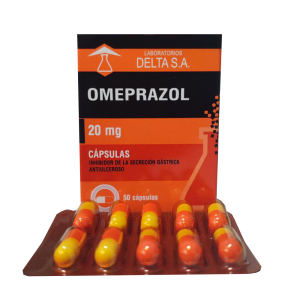 LABORATORIOS
DELTA S.A.
OMEPRAZOL
20 mg
CÁPSULAS
INHIBIDOR DE LA SECRECIÓN GÁSTRICA
ANTIULCEROSO
50 cápsulas